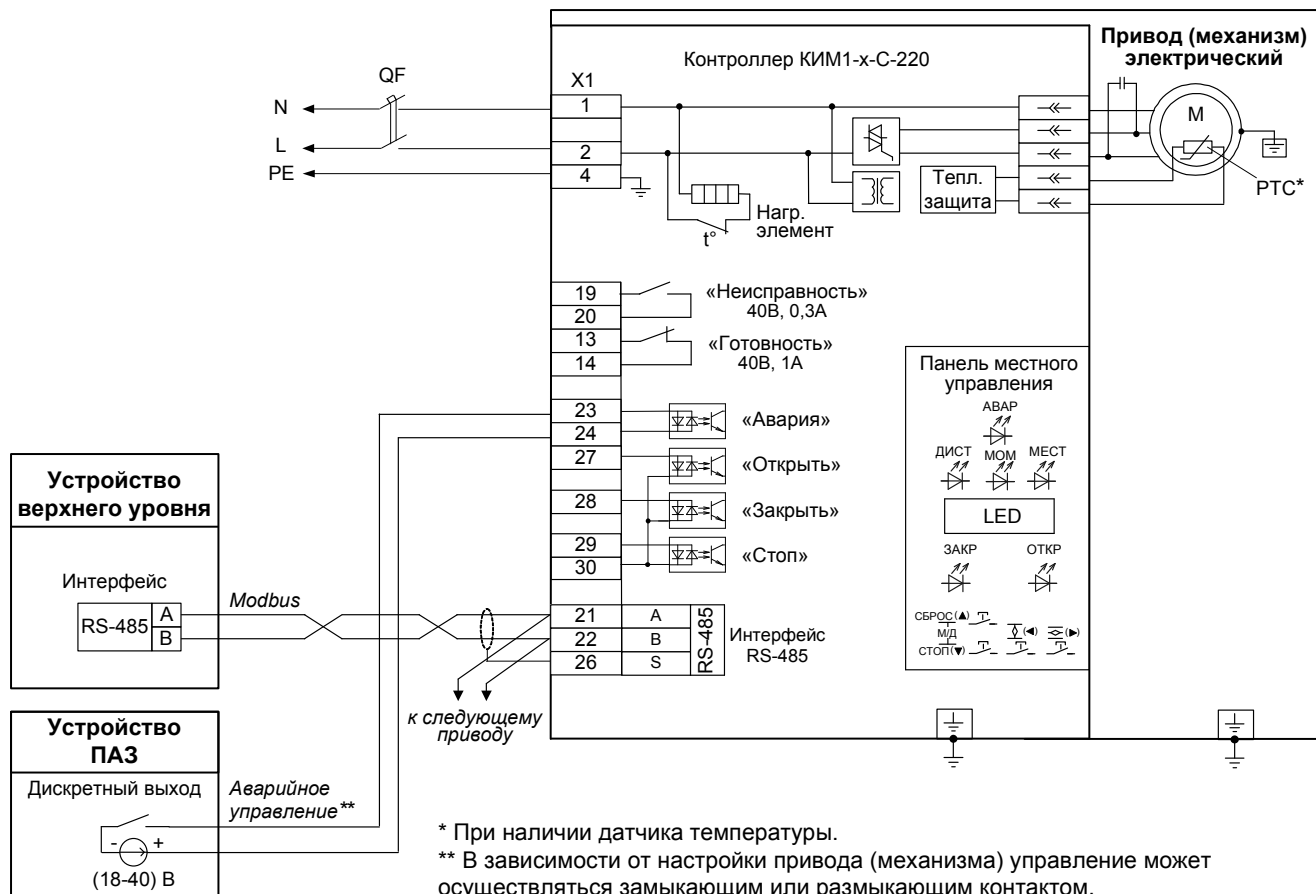 Контроллер КИМ1-x-С-220
Привод (механизм)
электрический
QF
X1
N
1
L
2
PE
4
t°
Нагр.
элемент
Тепл.
защита
M
PTC*
19
«Неисправность»
20
40В, 0,3А
13
«Готовность»
14
40В, 1А
23
«Авария»
24
27
«Открыть»
28
«Закрыть»
29
«Стоп»
30
21
A
22
B
26
S
RS-485
Интерфейс
RS-485
Панель местного
управления
АВАР
ДИСТ
МОМ
МЕСТ
LED
ЗАКР
ОТКР
СБРОС(▲)
М/Д
СТОП(▼)
(◄)
(►)
Устройство
верхнего уровня
Интерфейс
RS-485
A
B
Modbus
к следующему
приводу
Устройство
ПАЗ
Дискретный выход
Аварийное
управление**
- +
(18-40) В
* При наличии датчика температуры.
** В зависимости от настройки привода (механизма) управление может
осуществляться замыкающим или размыкающим контактом.